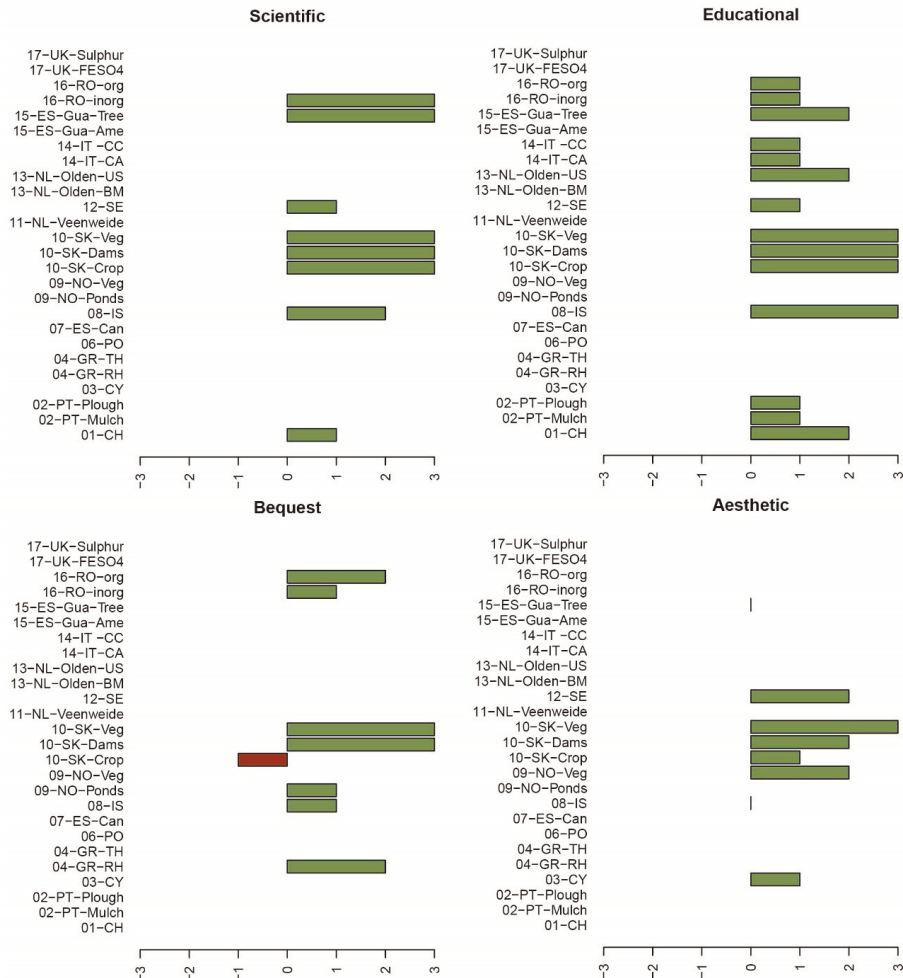 Scientific
17−UK−Sulphur
17−UK−FESO4
16−RO−org
16−RO−inorg
15−ES−Gua−Tree
15−ES−Gua−Ame
14−IT −CC
14−IT−CA
13−NL−Olden−US
13−NL−Olden−BM
12−SE
11−NL−Veenweide
10−SK−Veg
10−SK−Dams
10−SK−Crop
09−NO−Veg
09−NO−Ponds
08−IS
07−ES−Can
06−PO
04−GR−TH
04−GR−RH
03−CY
02−PT−Plough
02−PT−Mulch
01−CH
−3 −2 −1 0 1 2 3
Educational
17−UK−Sulphur
17−UK−FESO4
16−RO−org
16−RO−inorg
15−ES−Gua−Tree
15−ES−Gua−Ame
14−IT −CC
14−IT−CA
13−NL−Olden−US
13−NL−Olden−BM
12−SE
11−NL−Veenweide
10−SK−Veg
10−SK−Dams
10−SK−Crop
09−NO−Veg
09−NO−Ponds
08−IS
07−ES−Can
06−PO
04−GR−TH
04−GR−RH
03−CY
02−PT−Plough
02−PT−Mulch
01−CH
−3 −2 −1 0 1 2 3
Bequest
17−UK−Sulphur
17−UK−FESO4
16−RO−org
16−RO−inorg
15−ES−Gua−Tree
15−ES−Gua−Ame
14−IT −CC
14−IT−CA
13−NL−Olden−US
13−NL−Olden−BM
12−SE
11−NL−Veenweide
10−SK−Veg
10−SK−Dams
10−SK−Crop
09−NO−Veg
09−NO−Ponds
08−IS
07−ES−Can
06−PO
04−GR−TH
04−GR−RH
03−CY
02−PT−Plough
02−PT−Mulch
01−CH
−3 −2 −1 0 1 2 3
Aesthetic
17−UK−Sulphur
17−UK−FESO4
16−RO−org
16−RO−inorg
15−ES−Gua−Tree
15−ES−Gua−Ame
14−IT −CC
14−IT−CA
13−NL−Olden−US
13−NL−Olden−BM
12−SE
11−NL−Veenweide
10−SK−Veg
10−SK−Dams
10−SK−Crop
09−NO−Veg
09−NO−Ponds
08−IS
07−ES−Can
06−PO
04−GR−TH
04−GR−RH
03−CY
02−PT−Plough
02−PT−Mulch
01−CH
−3 −2 −1 0 1 2 3